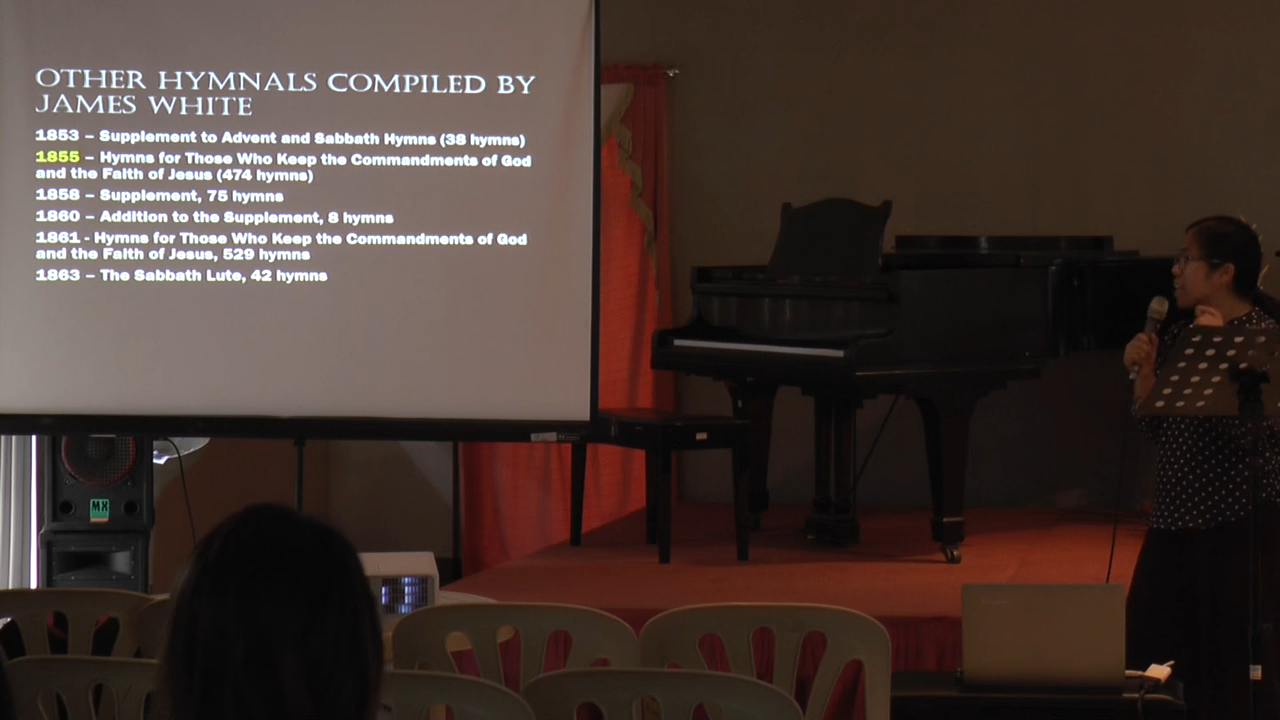 OTHER HYMNALS COMPILED BY
JAMES WHITE
1853 – Supplement to Advent and Sabbath Hymns (38 hymns)
1855 – Hymns for Those Who Keep the Commandments of God
and the Faith of Jesus (474 hymns)
1858 – Supplement, 75 hymns
1860 – Addition to the Supplement, 8 hymns
1861 - Hymns for Those Who Keep the Commandments of God
and the Faith of Jesus, 529 hymns
1863 – The Sabbath Lute, 42 hymns
MX